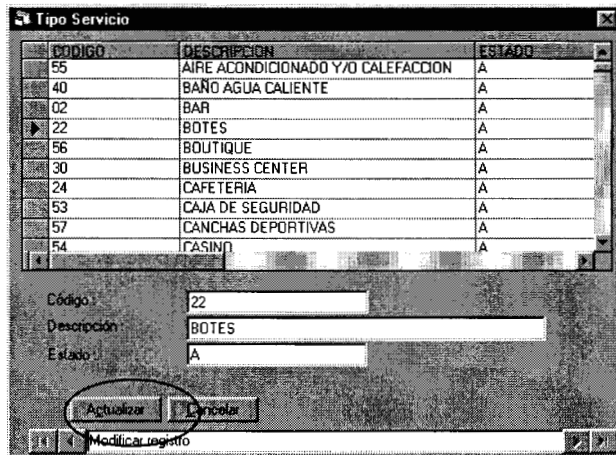 Tipo Servicio
CODIGO DESCRIPCION ESTADO
55 AIRE ACONDICIONADO Y/O CALEFACCION A
40 BAÑO AGUA CALIENTE A
02 BAR A
22 BOTES A
56 BOUTIQUE A
30 BUSINESS CENTER A
24 CAFETERIA A
53 CAJA DE SEGURIDAD A
57 CANCHAS DEPORTIVAS A
54 CASINO A
Código : 22
Descripción : BOTES
Estado : A
Actualizar Cancelar
Modificar registro